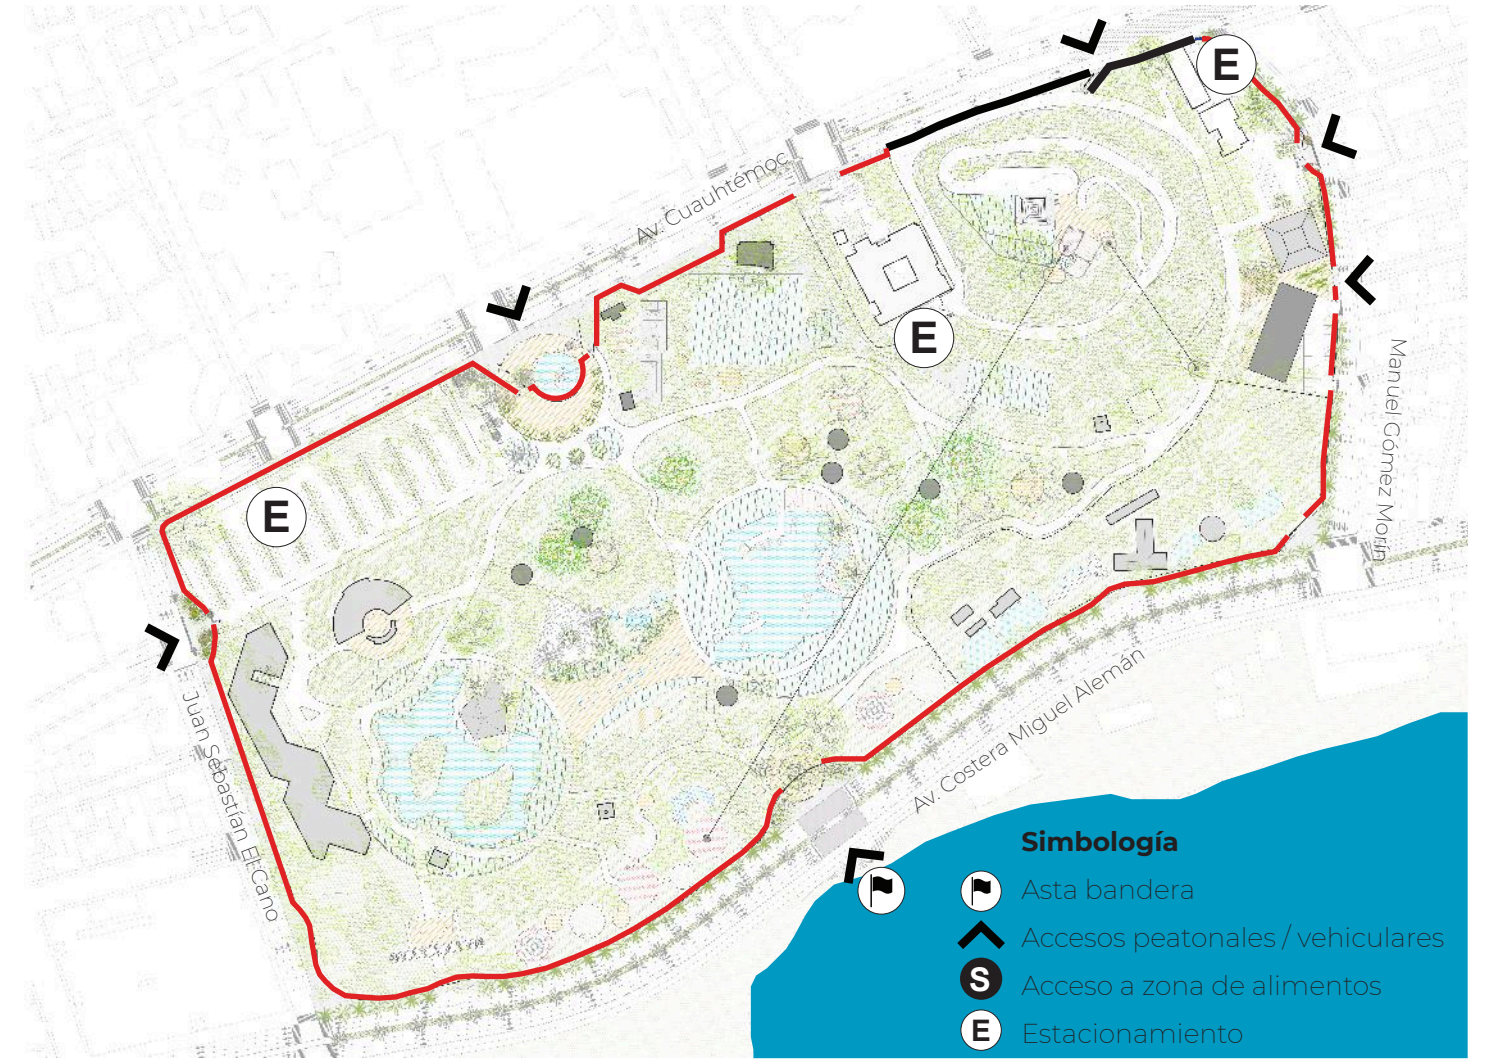 E
Av. Cuauhtémoc
E
Manuel Gómez Morín
E
Juan Sebastían El Cano
Av. Costera Miguel Alemán
Simbología
Asta bandera
Accesos peatonales / vehiculares
S Acceso a zona de alimentos
E Estacionamiento